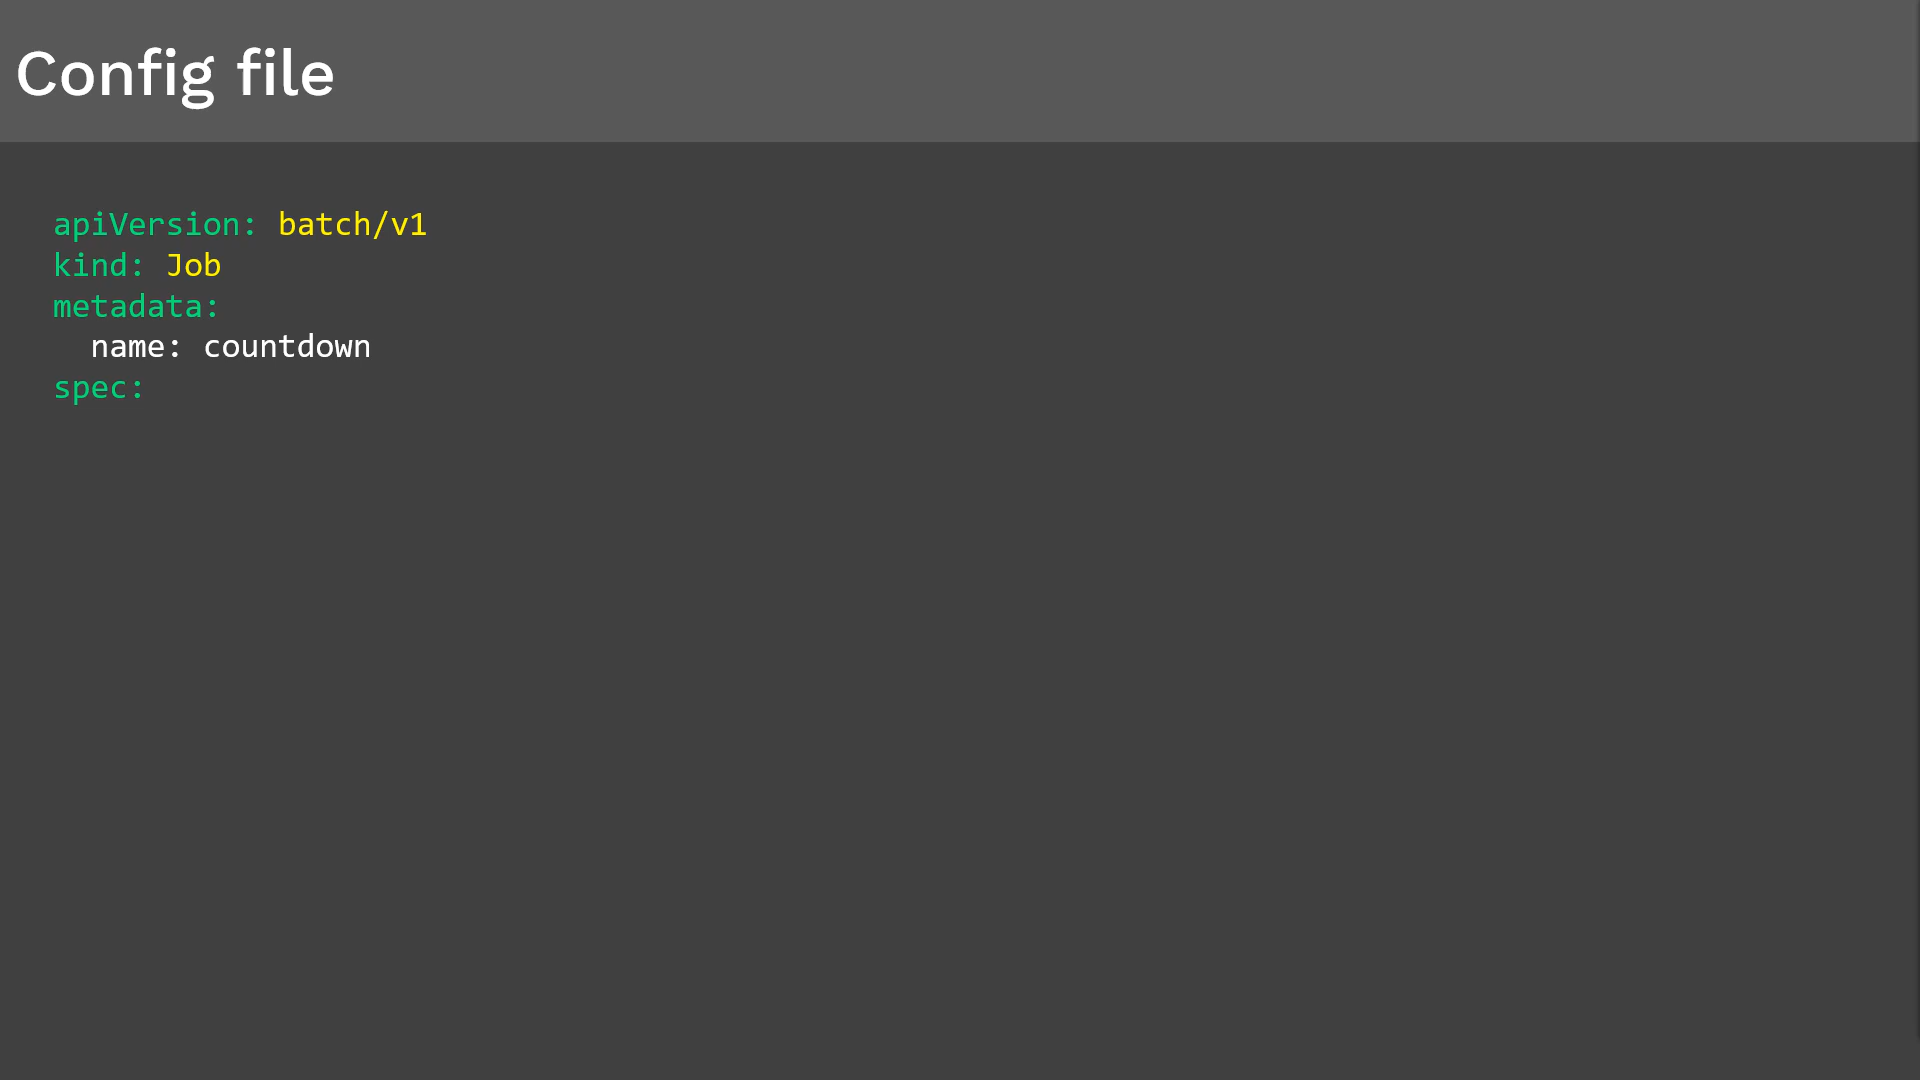 Config file
apiVersion: batch/v1
kind: Job
metadata:
  name: countdown
spec: